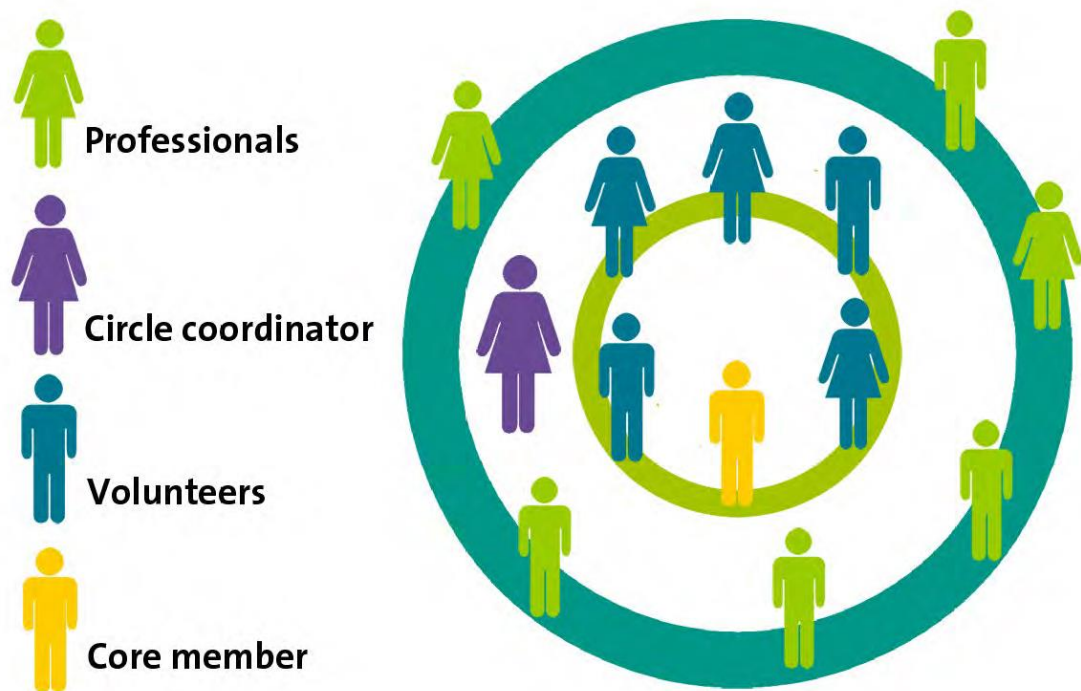 Professionals
Circle coordinator
Volunteers
Core member